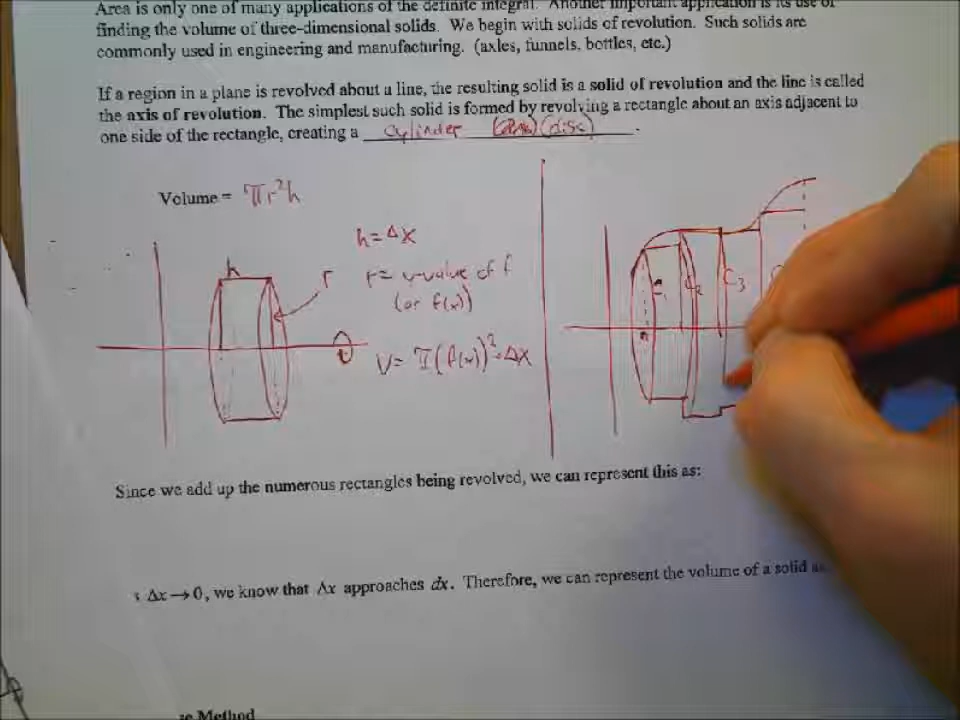 Area is only one of many applications of the definite integral. Another important application is its use of
finding the volume of three-dimensional solids. We begin with solids of revolution. Such solids are
commonly used in engineering and manufacturing. (axles, funnels, bottles, etc.)
If a region in a plane is revolved about a line, the resulting solid is a solid of revolution and the line is called
the axis of revolution. The simplest such solid is formed by revolving a rectangle about an axis adjacent to
one side of the rectangle, creating a cylinder (disc).
Volume = πr²h
h = Δx
h
r
r = y-value of f
(or f(x))
V = π(f(x))²·Δx
C₁ C₂ C₃
Since we add up the numerous rectangles being revolved, we can represent this as:
s Δx → 0, we know that Δx approaches dx. Therefore, we can represent the volume of a solid as
Method